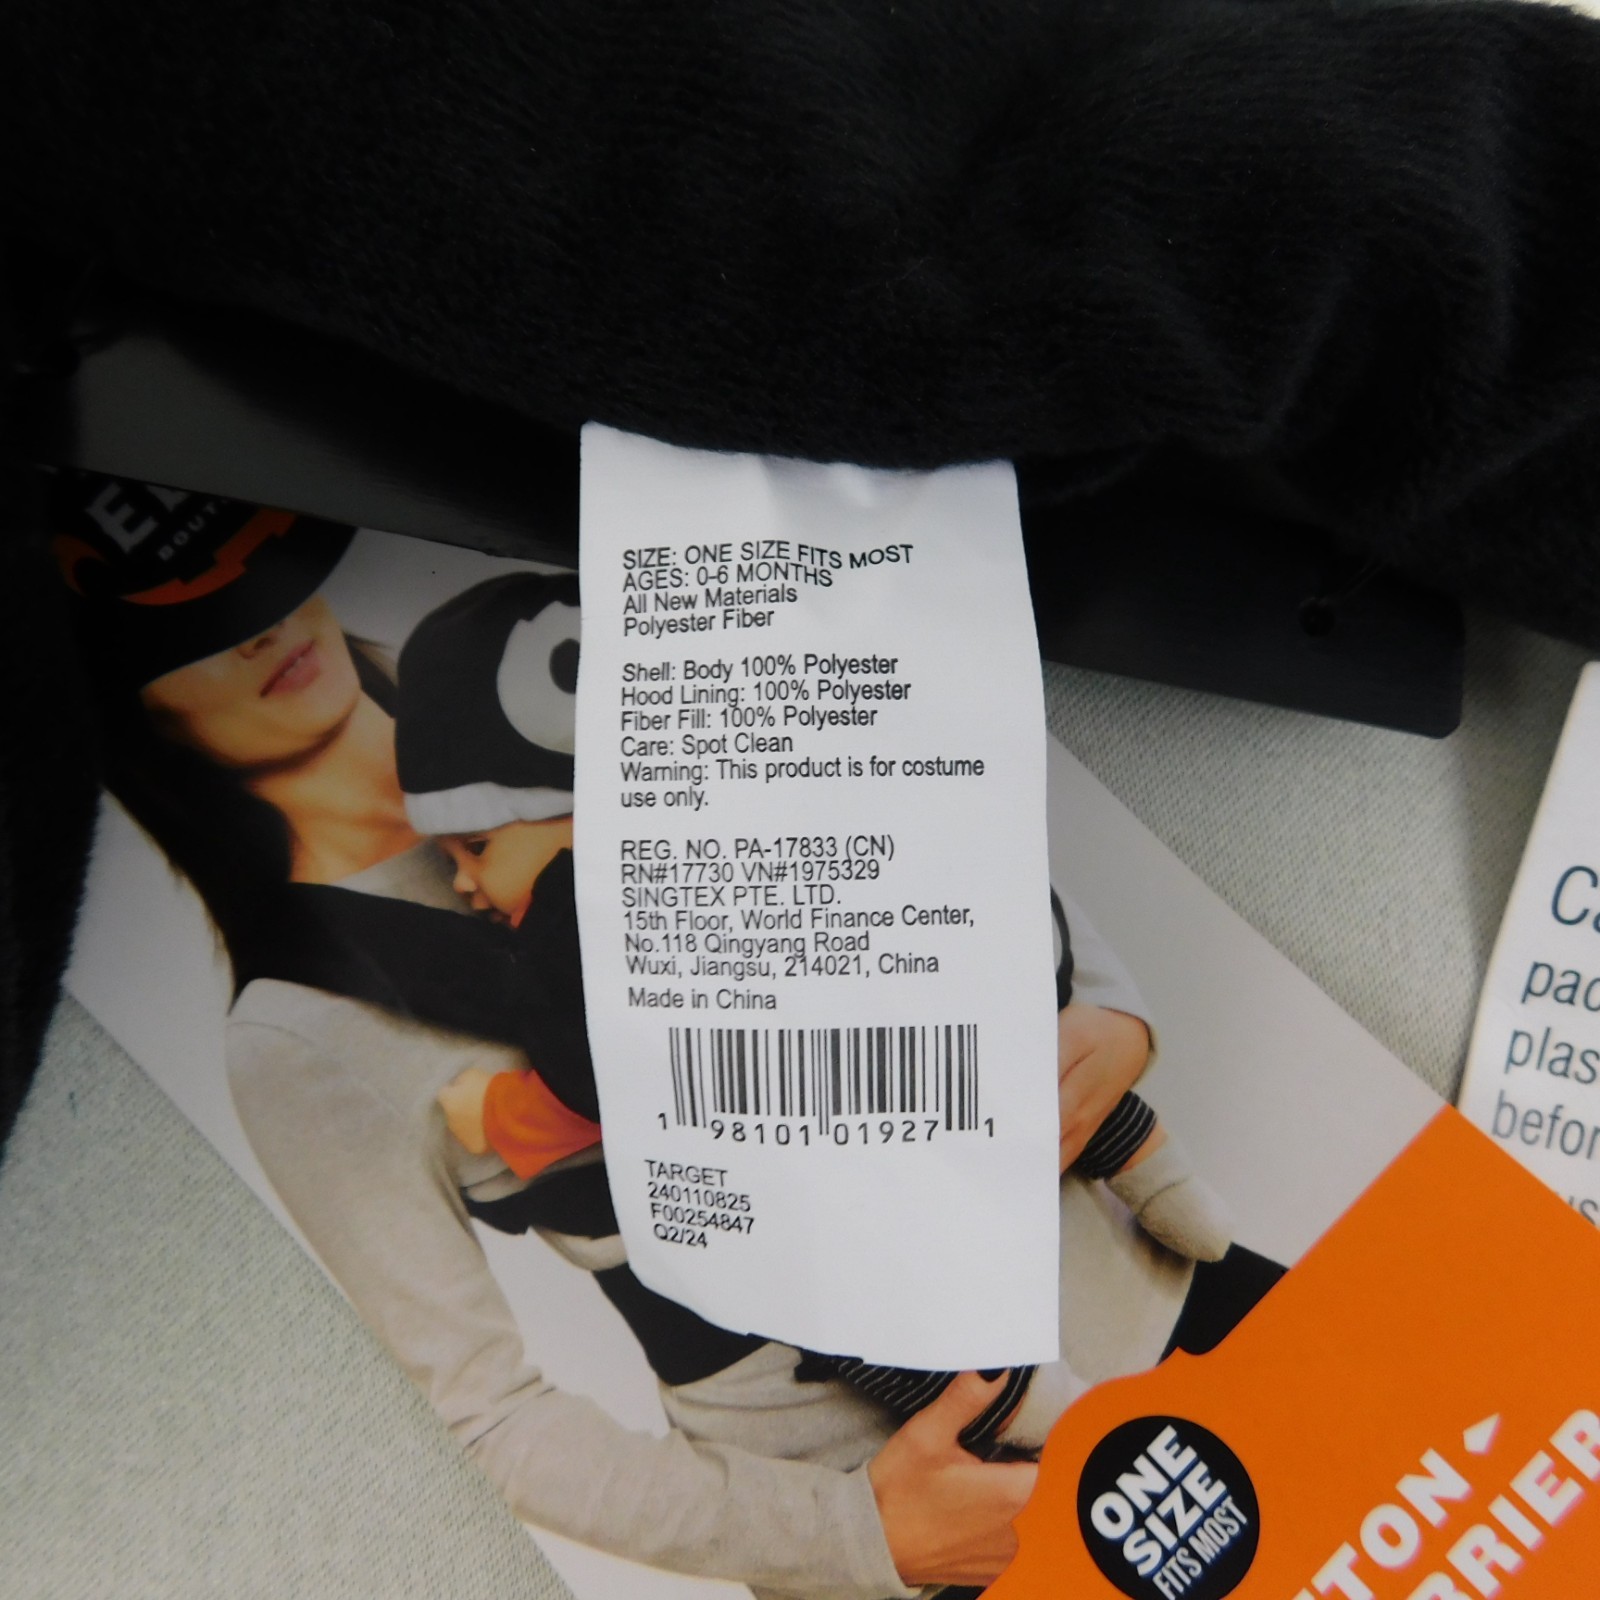 SIZE: ONE SIZE FITS MOST
AGES: 0-6 MONTHS
All New Materials
Polyester Fiber
Shell: Body 100% Polyester
Hood Lining: 100% Polyester
Fiber Fill: 100% Polyester
Care: Spot Clean
Warning: This product is for costume
use only.
REG. NO. PA-17833 (CN)
RN#17730 VN#1975329
SINGTEX PTE. LTD.
15th Floor, World Finance Center,
No.118 Qingyang Road
Wuxi, Jiangsu, 214021, China
Made in China
1 98101 01927 1
TARGET
240110825
F00254847
Q2/24
ONE
SIZE
FITS MOST